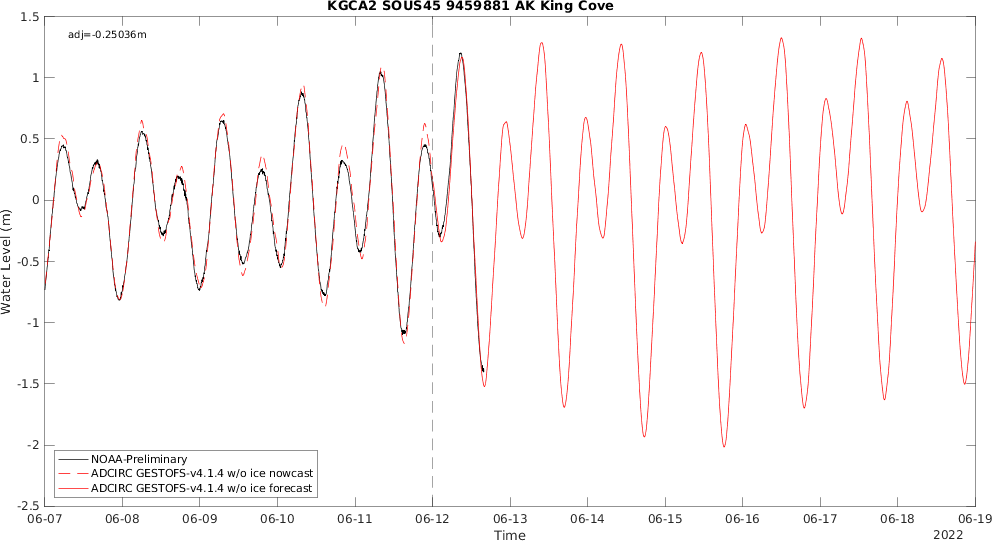 KGCA2 SOUS45 9459881 AK King Cove
adj=-0.25036m
1.5
1
0.5
0
-0.5
-1
-1.5
-2
-2.5
Water Level (m)
NOAA-Preliminary
ADCIRC GESTOFS-v4.1.4 w/o ice nowcast
ADCIRC GESTOFS-v4.1.4 w/o ice forecast
06-07 06-08 06-09 06-10 06-11 06-12 06-13 06-14 06-15 06-16 06-17 06-18 06-19
Time
2022